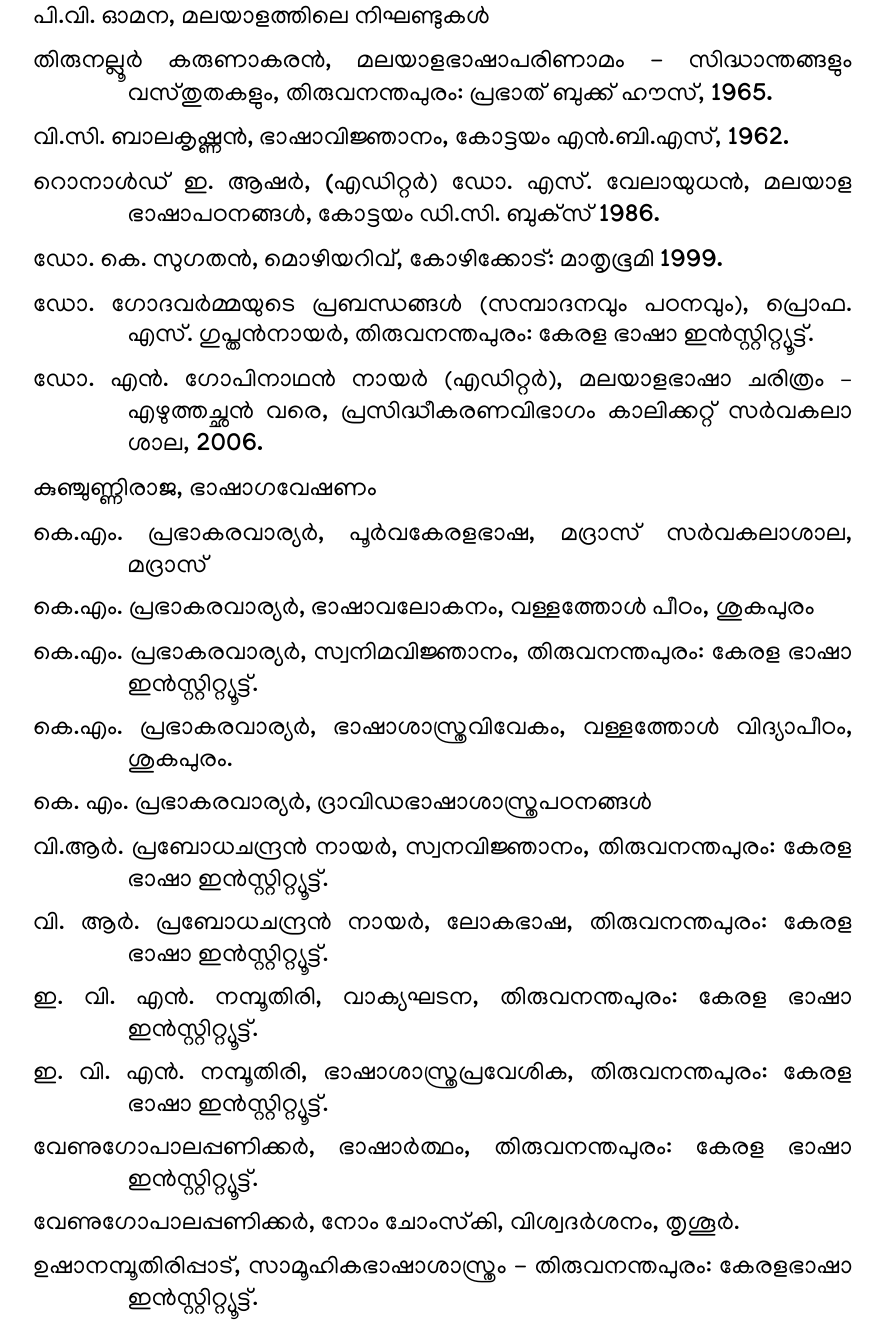 പി.വി. ഓമന, മലയാളത്തിലെ നിഘണ്ടുകൾ
തിരുനല്ലൂർ കരുണാകരൻ, മലയാളഭാഷാപരിണാമം – സിദ്ധാന്തങ്ങളും
വസ്തുതകളും, തിരുവനന്തപുരം: പ്രഭാത് ബുക്ക് ഹൗസ്, 1965.
വി.സി. ബാലകൃഷ്ണൻ, ഭാഷാവിജ്ഞാനം, കോട്ടയം എൻ.ബി.എസ്, 1962.
റൊനാൾഡ് ഇ. ആഷർ, (എഡിറ്റർ) ഡോ. എസ്. വേലായുധൻ, മലയാള
ഭാഷാപഠനങ്ങൾ, കോട്ടയം ഡി.സി. ബുക്സ് 1986.
ഡോ. കെ. സുഗതൻ, മൊഴിയറിവ്, കോഴിക്കോട്: മാതൃഭൂമി 1999.
ഡോ. ഗോദവർമ്മയുടെ പ്രബന്ധങ്ങൾ (സമ്പാദനവും പഠനവും), പ്രൊഫ.
എസ്. ഗുപ്തൻനായർ, തിരുവനന്തപുരം: കേരള ഭാഷാ ഇൻസ്റ്റിറ്റ്യൂട്ട്.
ഡോ. എൻ. ഗോപിനാഥൻ നായർ (എഡിറ്റർ), മലയാളഭാഷാ ചരിത്രം –
എഴുത്തച്ഛൻ വരെ, പ്രസിദ്ധീകരണവിഭാഗം കാലിക്കറ്റ് സർവകലാ
ശാല, 2006.
കുഞ്ചുണ്ണിരാജ, ഭാഷാഗവേഷണം
കെ.എം. പ്രഭാകരവാര്യർ, പൂർവകേരളഭാഷ, മദ്രാസ് സർവകലാശാല,
മദ്രാസ്
കെ.എം. പ്രഭാകരവാര്യർ, ഭാഷാവലോകനം, വള്ളത്തോൾ പീഠം, ശുകപുരം
കെ.എം. പ്രഭാകരവാര്യർ, സ്വനിമവിജ്ഞാനം, തിരുവനന്തപുരം: കേരള ഭാഷാ
ഇൻസ്റ്റിറ്റ്യൂട്ട്.
കെ.എം. പ്രഭാകരവാര്യർ, ഭാഷാശാസ്ത്രവിവേകം, വള്ളത്തോൾ വിദ്യാപീഠം,
ശുകപുരം.
കെ. എം. പ്രഭാകരവാര്യർ, ദ്രാവിഡഭാഷാശാസ്ത്രപഠനങ്ങൾ
വി.ആർ. പ്രബോധചന്ദ്രൻ നായർ, സ്വനവിജ്ഞാനം, തിരുവനന്തപുരം: കേരള
ഭാഷാ ഇൻസ്റ്റിറ്റ്യൂട്ട്.
വി. ആർ. പ്രബോധചന്ദ്രൻ നായർ, ലോകഭാഷ, തിരുവനന്തപുരം: കേരള
ഭാഷാ ഇൻസ്റ്റിറ്റ്യൂട്ട്.
ഇ. വി. എൻ. നമ്പൂതിരി, വാക്യഘടന, തിരുവനന്തപുരം: കേരള ഭാഷാ
ഇൻസ്റ്റിറ്റ്യൂട്ട്.
ഇ. വി. എൻ. നമ്പൂതിരി, ഭാഷാശാസ്ത്രപ്രവേശിക, തിരുവനന്തപുരം: കേരള
ഭാഷാ ഇൻസ്റ്റിറ്റ്യൂട്ട്.
വേണുഗോപാലപ്പണിക്കർ, ഭാഷാർത്ഥം, തിരുവനന്തപുരം: കേരള ഭാഷാ
ഇൻസ്റ്റിറ്റ്യൂട്ട്.
വേണുഗോപാലപ്പണിക്കർ, നോം ചോംസ്കി, വിശ്വദർശനം, തൃശൂർ.
ഉഷാനമ്പൂതിരിപ്പാട്, സാമൂഹികഭാഷാശാസ്ത്രം – തിരുവനന്തപുരം: കേരളഭാഷാ
ഇൻസ്റ്റിറ്റ്യൂട്ട്.